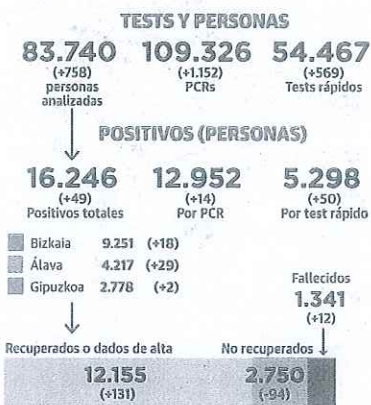 TESTS Y PERSONAS
83.740 109.326 54.467
(+758) (+1.152) (+569)
personas analizadas PCRs Tests rápidos
POSITIVOS (PERSONAS)
16.246 12.952 5.298
(+49) (+14) (+50)
Positivos totales Por PCR Por test rápido
Bizkaia 9.251 (+18)
Álava 4.217 (+29)
Gipuzkoa 2.778 (+2)
Fallecidos
1.341
(+12)
Recuperados o dados de alta No recuperados
12.155 2.750
(+131) (-94)